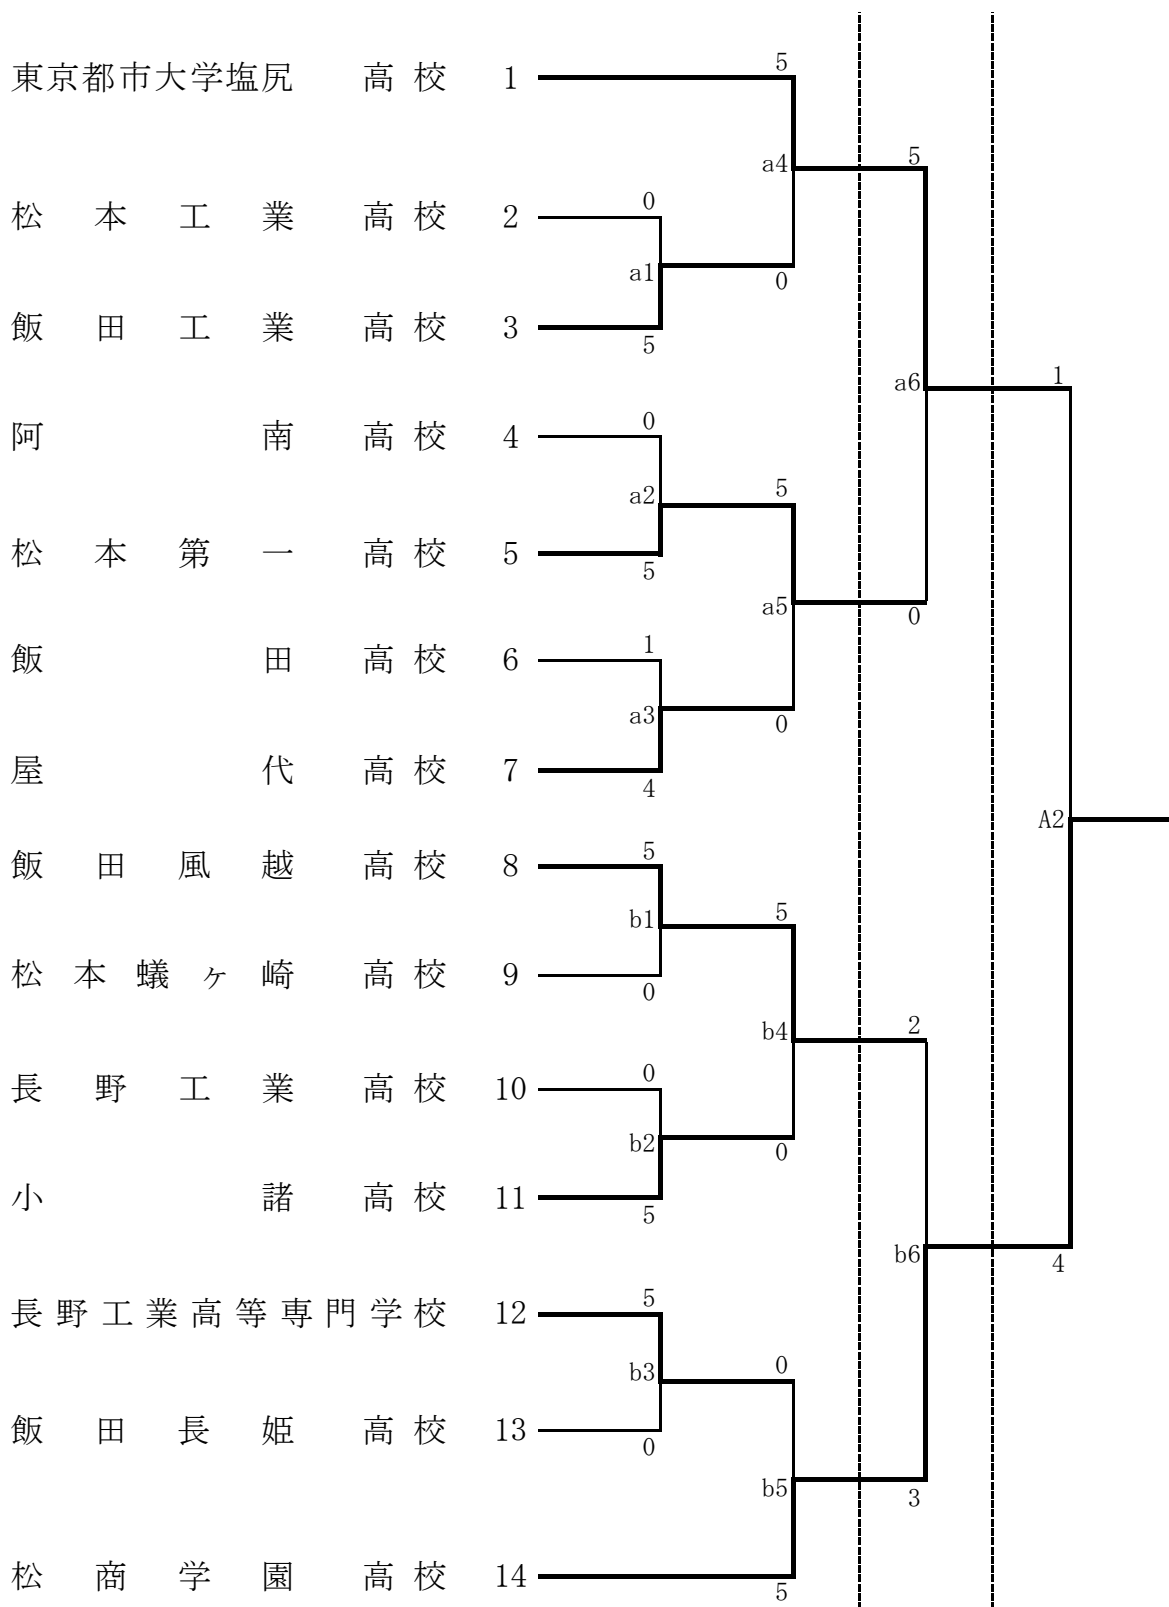 東京都市大学塩尻 高校 1 5
a4 5
松本工業 高校 2 0
a1 0
飯田工業 高校 3 5
a6 1
阿南 高校 4 0
a2 5
松本第一 高校 5 5
a5 0
飯田 高校 6 1
a3 0
屋代 高校 7 4
A2
飯田風越 高校 8 5
b1 5
松本蟻ヶ崎 高校 9 0
b4 2
長野工業 高校 10 0
b2 0
小諸 高校 11 5
b6 4
長野工業高等専門学校 12 5
b3 0
飯田長姫 高校 13 0
b5 3
松商学園 高校 14 5